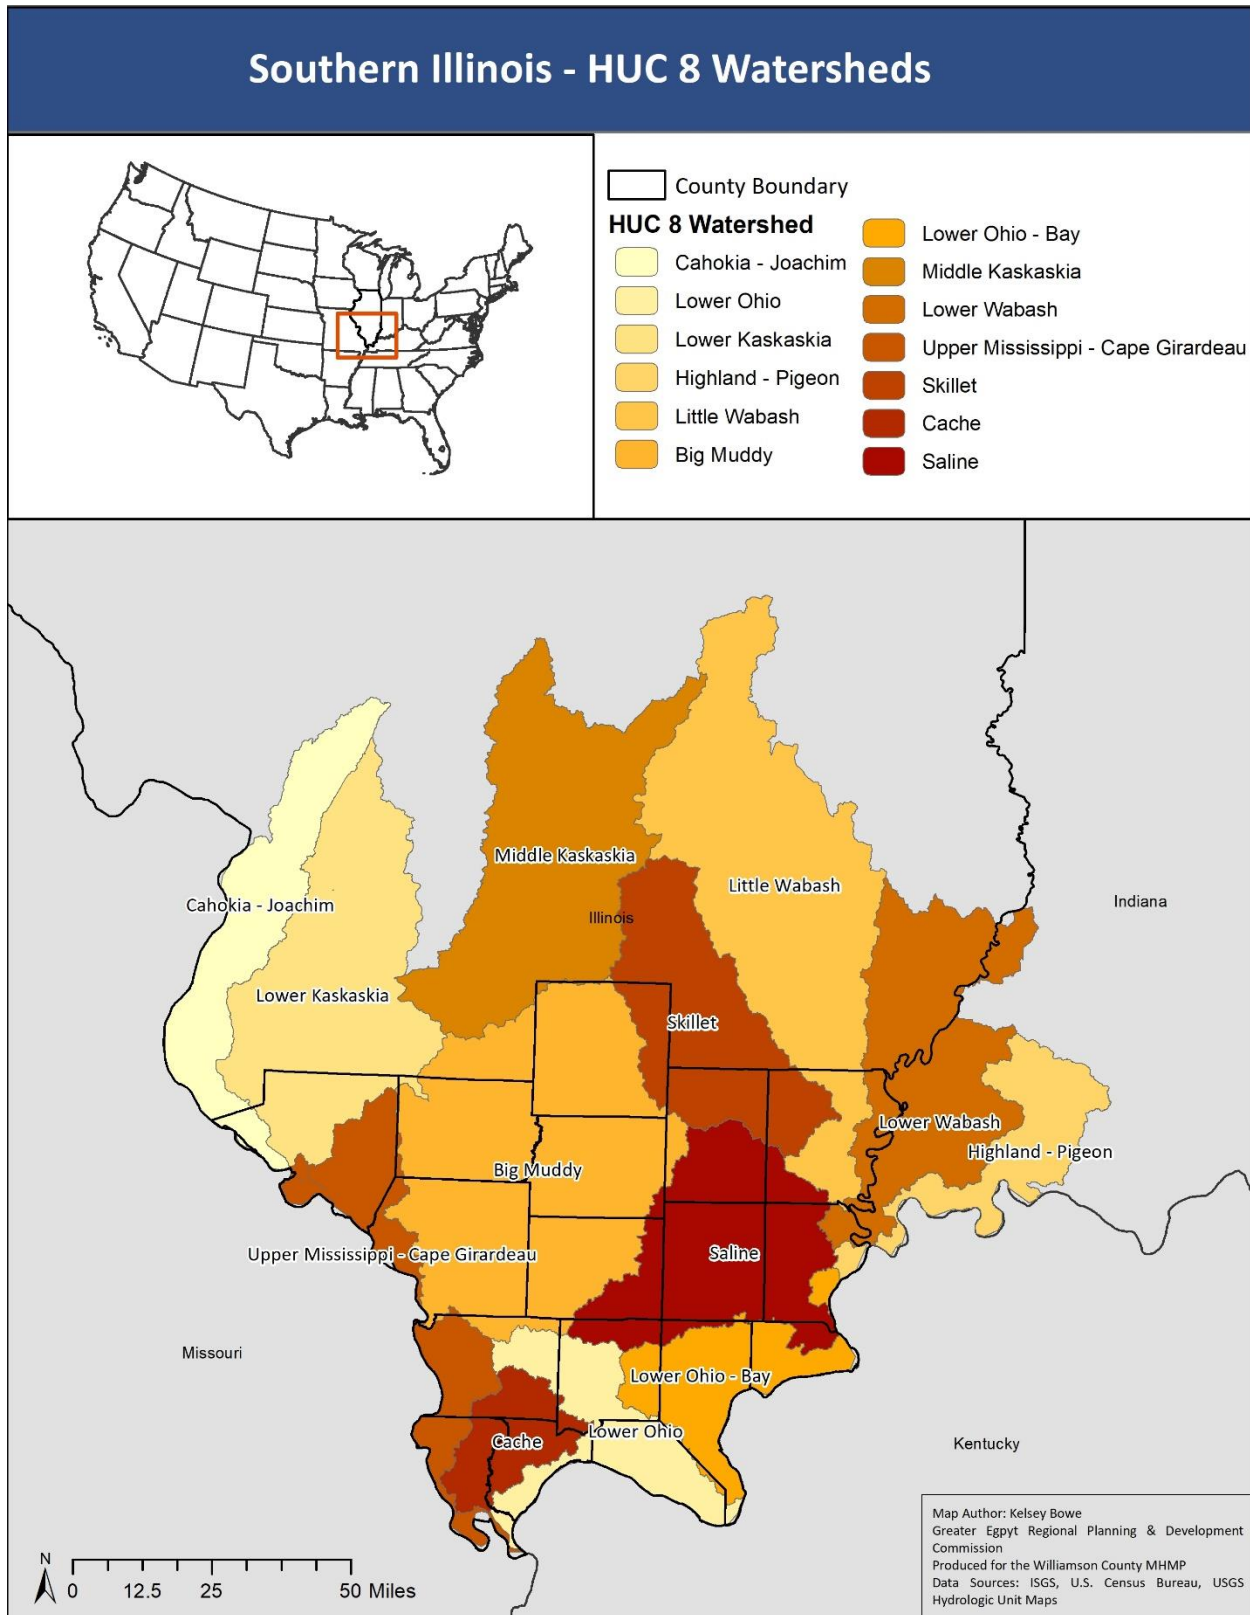 Southern Illinois - HUC 8 Watersheds
County Boundary
HUC 8 Watershed
Cahokia - Joachim
Lower Ohio
Lower Kaskaskia
Highland - Pigeon
Little Wabash
Big Muddy
Lower Ohio - Bay
Middle Kaskaskia
Lower Wabash
Upper Mississippi - Cape Girardeau
Skillet
Cache
Saline
Middle Kaskaskia
Little Wabash
Cahokia - Joachim
Illinois
Indiana
Lower Kaskaskia
Skillet
Lower Wabash
Highland - Pigeon
Big Muddy
Upper Mississippi - Cape Girardeau
Saline
Missouri
Lower Ohio - Bay
Lower Ohio
Cache
Kentucky
N
0 12.5 25 50 Miles
Map Author: Kelsey Bowe
Greater Egpyt Regional Planning & Development
Commission
Produced for the Williamson County MHMP
Data Sources: ISGS, U.S. Census Bureau, USGS
Hydrologic Unit Maps